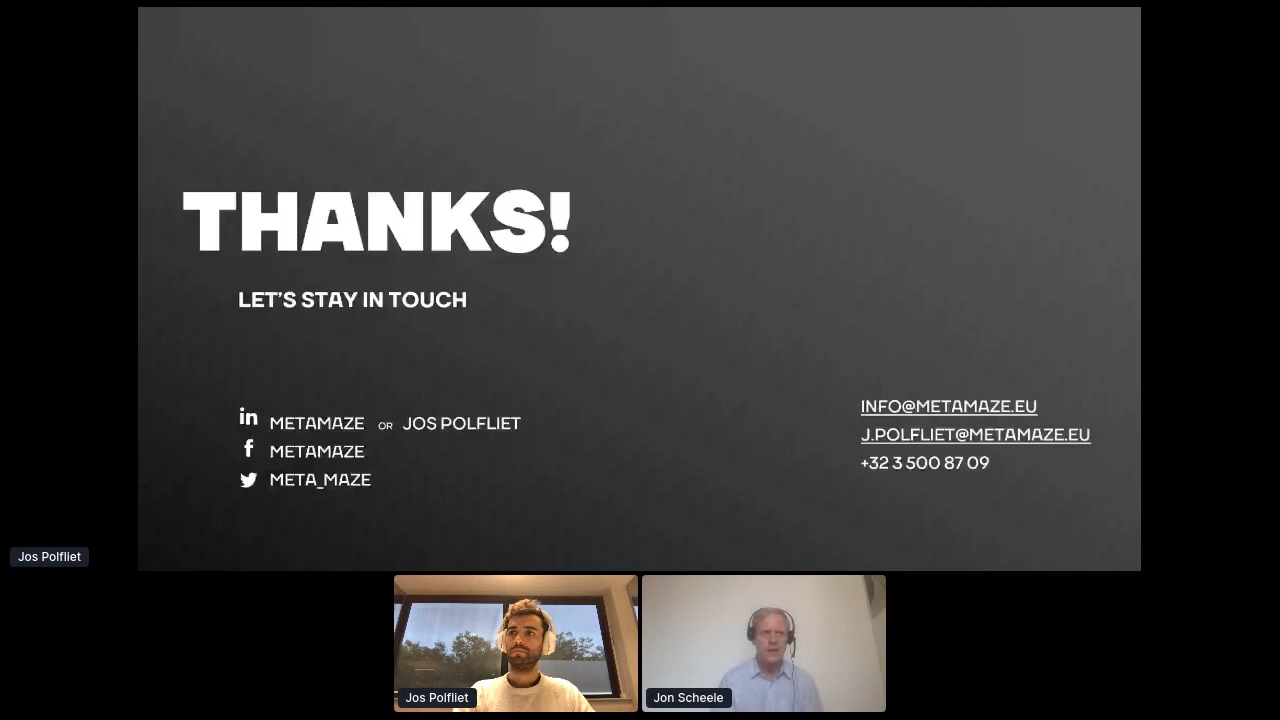 THANKS!
LET'S STAY IN TOUCH
in METAMAZE OR JOS POLFLIET
f METAMAZE
META_MAZE
INFO@METAMAZE.EU
J.POLFLIET@METAMAZE.EU
+32 3 500 87 09
Jos Polfliet
Jos Polfliet
Jon Scheele